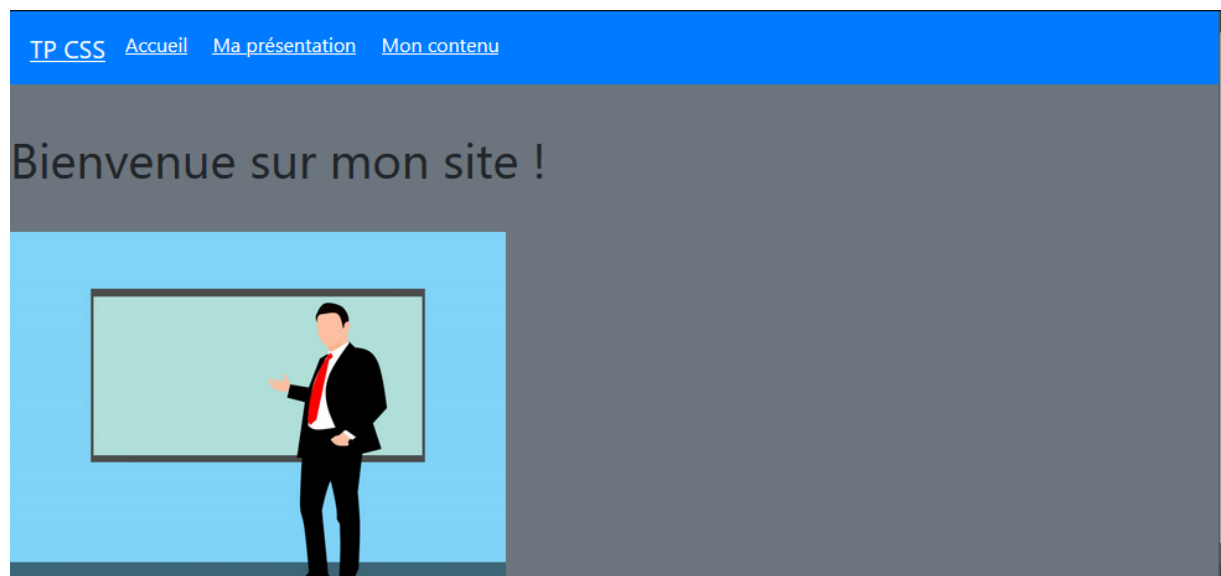 TP CSS Accueil Ma présentation Mon contenu
Bienvenue sur mon site !